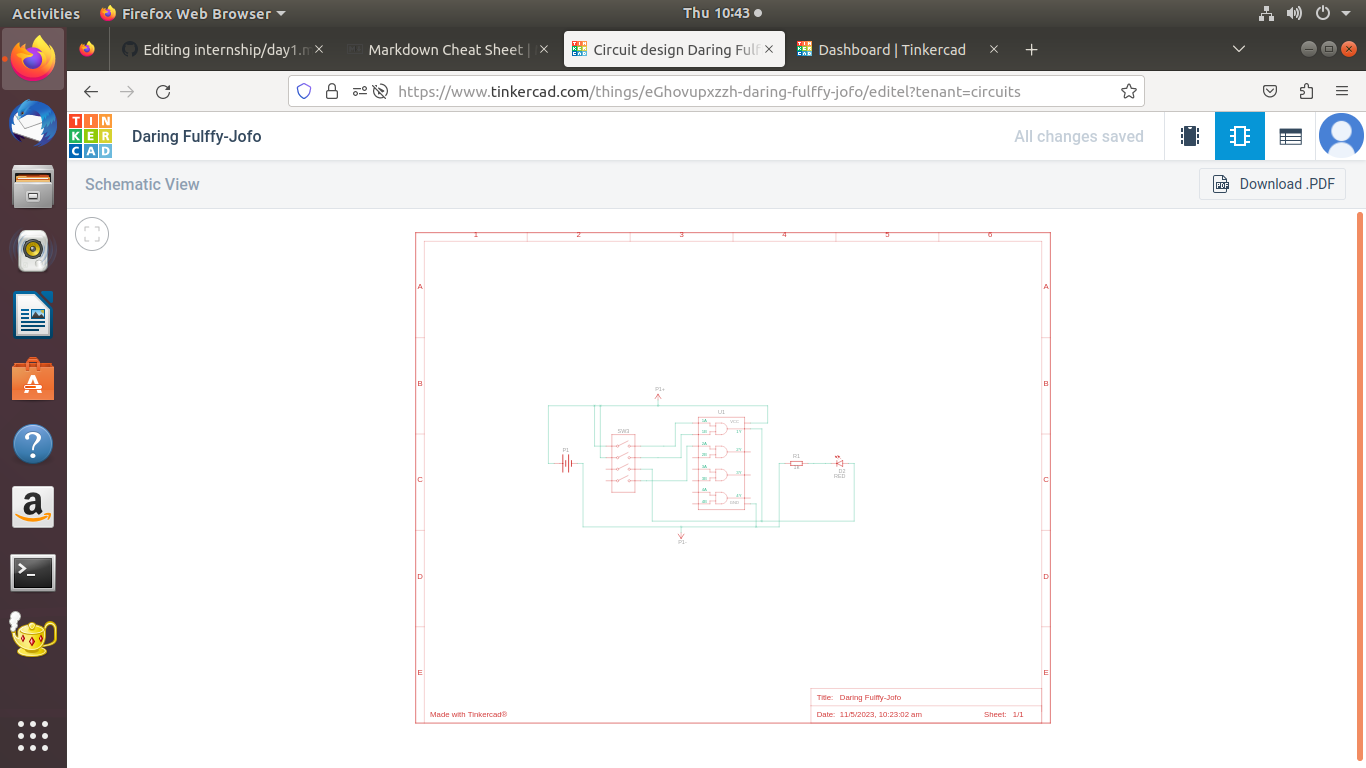 Activities
Firefox Web Browser
Thu 10:43
Editing internship/day1.m
Markdown Cheat Sheet |
Circuit design Daring Fulf
Dashboard | Tinkercad
https://www.tinkercad.com/things/eGhovupxzzh-daring-fulffy-jofo/editel?tenant=circuits
TINKERCAD
Daring Fulffy-Jofo
All changes saved
Schematic View
PDF
Download .PDF
1 2 3 4 5 6
A A
B B
P1+
U1
SW3
P1
R1
D2
RED
C C
P1-
D D
E E
Title: Daring Fulffy-Jofo
Made with Tinkercad®
Date: 11/5/2023, 10:23:02 am
Sheet: 1/1